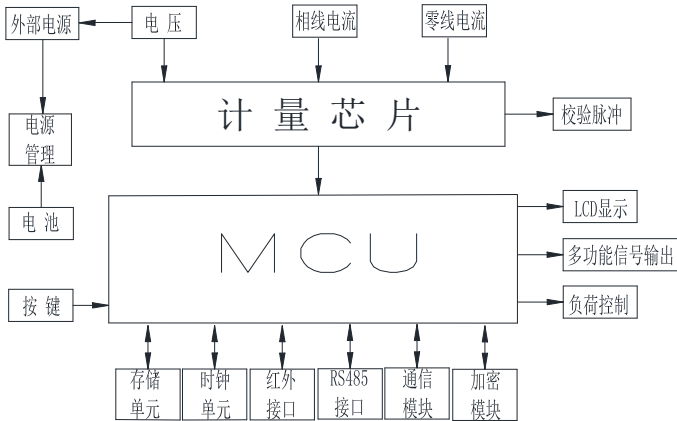 外部电源
电 压
相线电流
零线电流
计 量 芯 片
校验脉冲
电源
管理
电 池
MCU
LCD显示
多功能信号输出
负荷控制
按 键
存储
单元
时钟
单元
红外
接口
RS485
接口
通信
模块
加密
模块